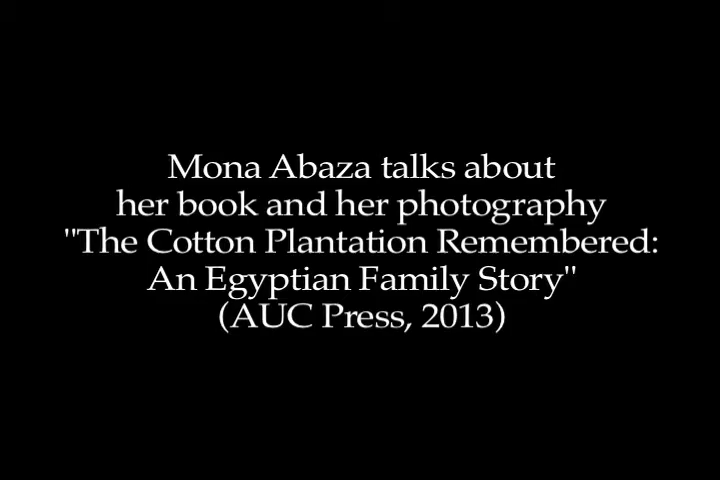 Mona Abaza talks about
her book and her photography
"The Cotton Plantation Remembered:
An Egyptian Family Story"
(AUC Press, 2013)